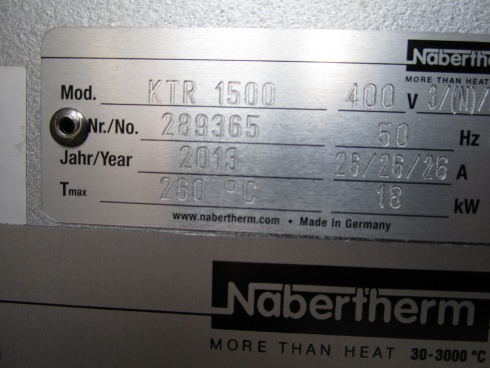 Nabertherm
MORE THAN HEAT
Mod. KTR 1500 400 V 3/(N)/
Nr./No. 289365 50 Hz
Jahr/Year 2013 26/26/26 A
Tmax 260 °C 18 kW
www.nabertherm.com • Made in Germany
Nabertherm
MORE THAN HEAT 30-3000 °C